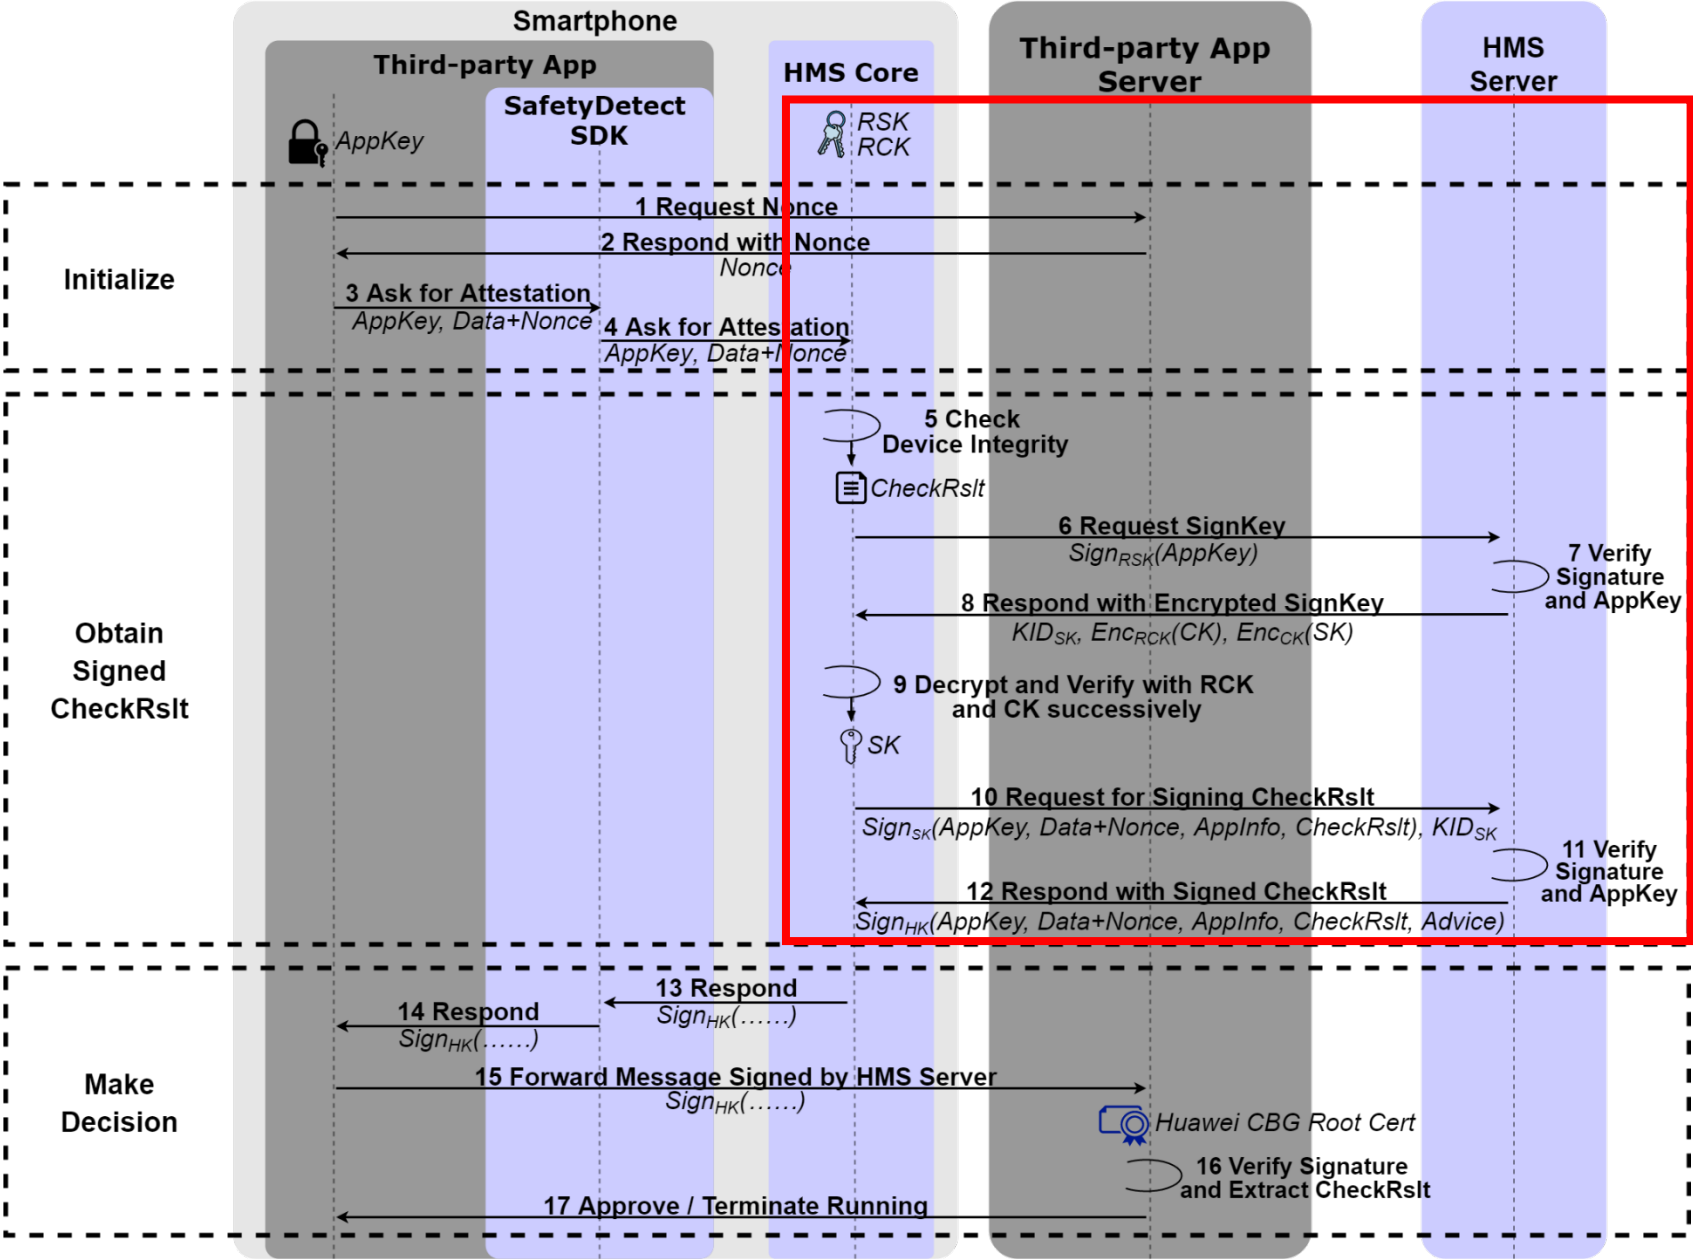 Smartphone
Third-party App
SafetyDetect
SDK
HMS Core
Third-party App
Server
HMS
Server
AppKey
RSK
RCK
Initialize
1 Request Nonce
2 Respond with Nonce
Nonce
3 Ask for Attestation
AppKey, Data+Nonce
4 Ask for Attestation
AppKey, Data+Nonce
Obtain
Signed
CheckRslt
5 Check
Device Integrity
CheckRslt
6 Request SignKey
SignRSK(AppKey)
7 Verify
Signature
and AppKey
8 Respond with Encrypted SignKey
KIDSK, EncRCK(CK), EncCK(SK)
9 Decrypt and Verify with RCK
and CK successively
SK
10 Request for Signing CheckRslt
SignSK(AppKey, Data+Nonce, AppInfo, CheckRslt), KIDSK
11 Verify
Signature
and AppKey
12 Respond with Signed CheckRslt
SignHK(AppKey, Data+Nonce, AppInfo, CheckRslt, Advice)
Make
Decision
13 Respond
SignHK(......)
14 Respond
SignHK(......)
15 Forward Message Signed by HMS Server
SignHK(......)
Huawei CBG Root Cert
16 Verify Signature
and Extract CheckRslt
17 Approve / Terminate Running